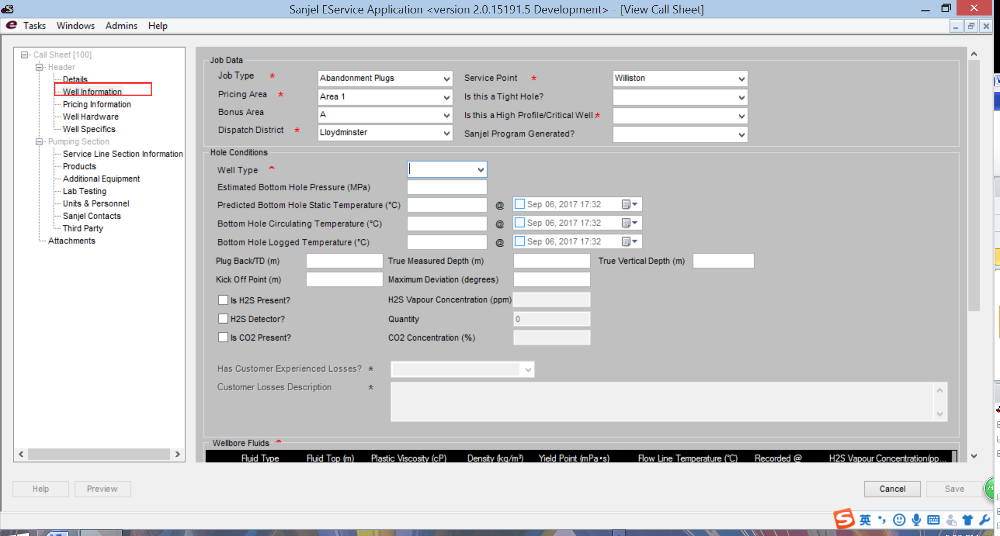 Sanjel EService Application <version 2.0.15191.5 Development> - [View Call Sheet]
Tasks Windows Admins Help
Call Sheet [100]
Header
Details
Well Information
Pricing Information
Well Hardware
Well Specifics
Pumping Section
Service Line Section Information
Products
Additional Equipment
Lab Testing
Units & Personnel
Sanjel Contacts
Third Party
Attachments
Job Data
Job Type * Abandonment Plugs Service Point * Williston
Pricing Area * Area 1 Is this a Tight Hole?
Bonus Area A Is this a High Profile/Critical Well *
Dispatch District * Lloydminster Sanjel Program Generated?
Hole Conditions
Well Type ^
Estimated Bottom Hole Pressure (MPa)
Predicted Bottom Hole Static Temperature (°C) @ Sep 06, 2017 17:32
Bottom Hole Circulating Temperature (°C) @ Sep 06, 2017 17:32
Bottom Hole Logged Temperature (°C) @ Sep 06, 2017 17:32
Plug Back/TD (m) True Measured Depth (m) True Vertical Depth (m)
Kick Off Point (m) Maximum Deviation (degrees)
Is H2S Present? H2S Vapour Concentration (ppm)
H2S Detector? Quantity 0
Is CO2 Present? CO2 Concentration (%)
Has Customer Experienced Losses? *
Customer Losses Description *
Wellbore Fluids ^
Fluid Type Fluid Top (m) Plastic Viscosity (cP) Density (kg/m³) Yield Point (mPa•s) Flow Line Temperature (°C) Recorded @ H2S Vapour Concentration(pp...
Help Preview Cancel Save
74
英